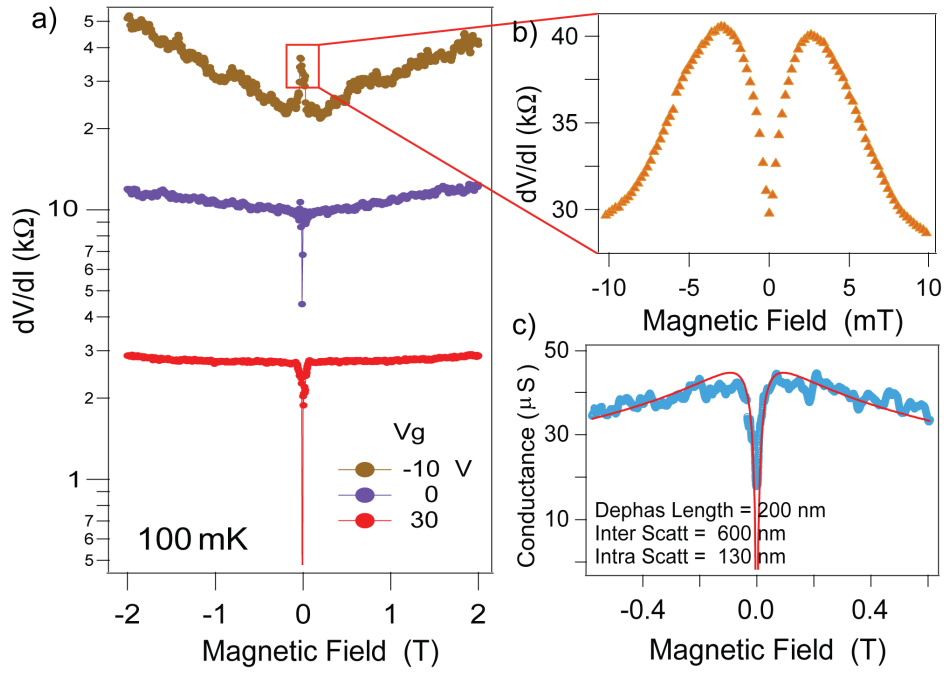 a)
dV/dI (kΩ)
5
4
3
2
10
7
6
5
4
3
2
1
7
6
5
Vg
-10 V
0
30
100 mK
-2 -1 0 1 2
Magnetic Field (T)
b)
dV/dI (kΩ)
40
35
30
-10 -5 0 5 10
Magnetic Field (mT)
c)
Conductance (μ S)
50
30
10
Dephas Length = 200 nm
Inter Scatt = 600 nm
Intra Scatt = 130 nm
-0.4 0.0 0.4
Magnetic Field (T)